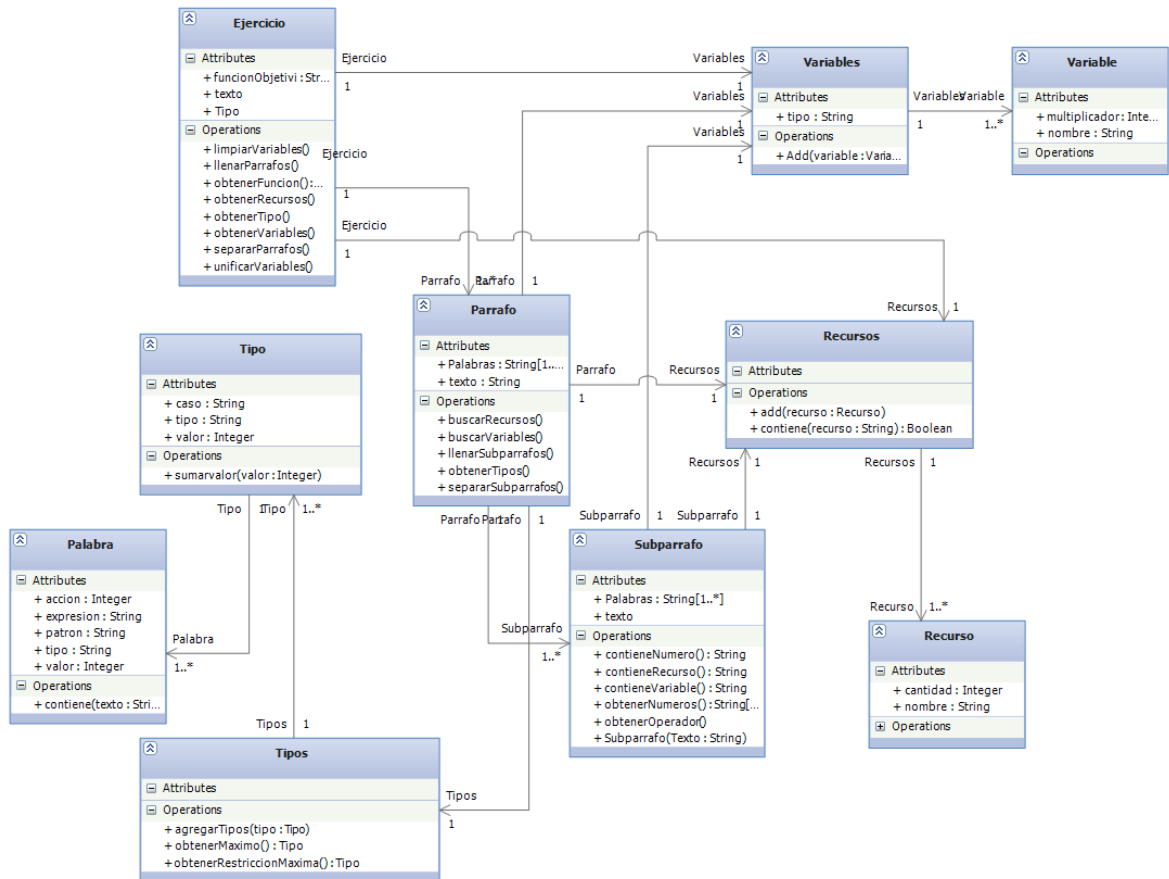 Ejercicio
Attributes
+ funcionObjetivi : Str...
+ texto
+ Tipo
Operations
+ limpiarVariables()
+ llenarParrafos()
+ obtenerFuncion():...
+ obtenerRecursos()
+ obtenerTipo()
+ obtenerVariables()
+ separarParrafos()
+ unificarVariables()
Ejercicio
1
Variables
1
Variables
1
Variables
1
Variables
Attributes
+ tipo : String
Operations
+ Add(variable : Varia...
Variables
1
Variable
1..*
Variable
Attributes
+ multiplicador : Inte...
+ nombre : String
Operations
Ejercicio
1
Ejercicio
1
Parrafo
1..*
Parrafo
1
Recursos
1
Parrafo
Attributes
+ Palabras : String[1..…
+ texto : String
Operations
+ buscarRecursos()
+ buscarVariables()
+ llenarSubparrafos()
+ obtenerTipos()
+ separarSubparrafos()
Parrafo
1
Recursos
1
Recursos
Attributes
Operations
+ add(recurso : Recurso)
+ contiene(recurso : String) : Boolean
Recursos
1
Recursos
1
Tipo
Attributes
+ caso : String
+ tipo : String
+ valor : Integer
Operations
+ sumarvalor(valor : Integer)
Tipo
1
Tipo
1..*
Parrafo
1
Parrafo
1
Subparrafo
1
Subparrafo
1
Palabra
Attributes
+ accion : Integer
+ expresion : String
+ patron : String
+ tipo : String
+ valor : Integer
Operations
+ contiene(texto : Stri...
Palabra
1..*
Subparrafo
1..*
Subparrafo
Attributes
+ Palabras : String[1..*]
+ texto
Operations
+ contieneNumero() : String
+ contieneRecurso() : String
+ contieneVariable() : String
+ obtenerNumeros() : String[...
+ obtenerOperador()
+ Subparrafo(Texto : String)
Recurso
1..*
Recurso
Attributes
+ cantidad : Integer
+ nombre : String
Operations
Tipos
1
Tipos
1
Tipos
Attributes
Operations
+ agregarTipos(tipo : Tipo)
+ obtenerMaximo() : Tipo
+ obtenerRestriccionMaxima() : Tipo